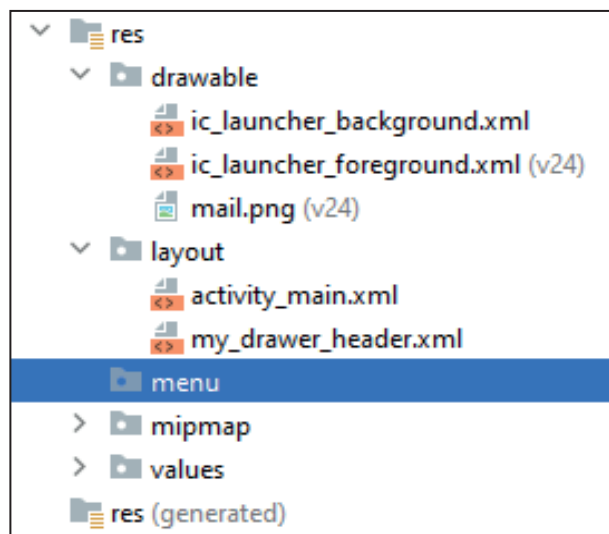 res
drawable
ic_launcher_background.xml
ic_launcher_foreground.xml (v24)
mail.png (v24)
layout
activity_main.xml
my_drawer_header.xml
menu
mipmap
values
res (generated)